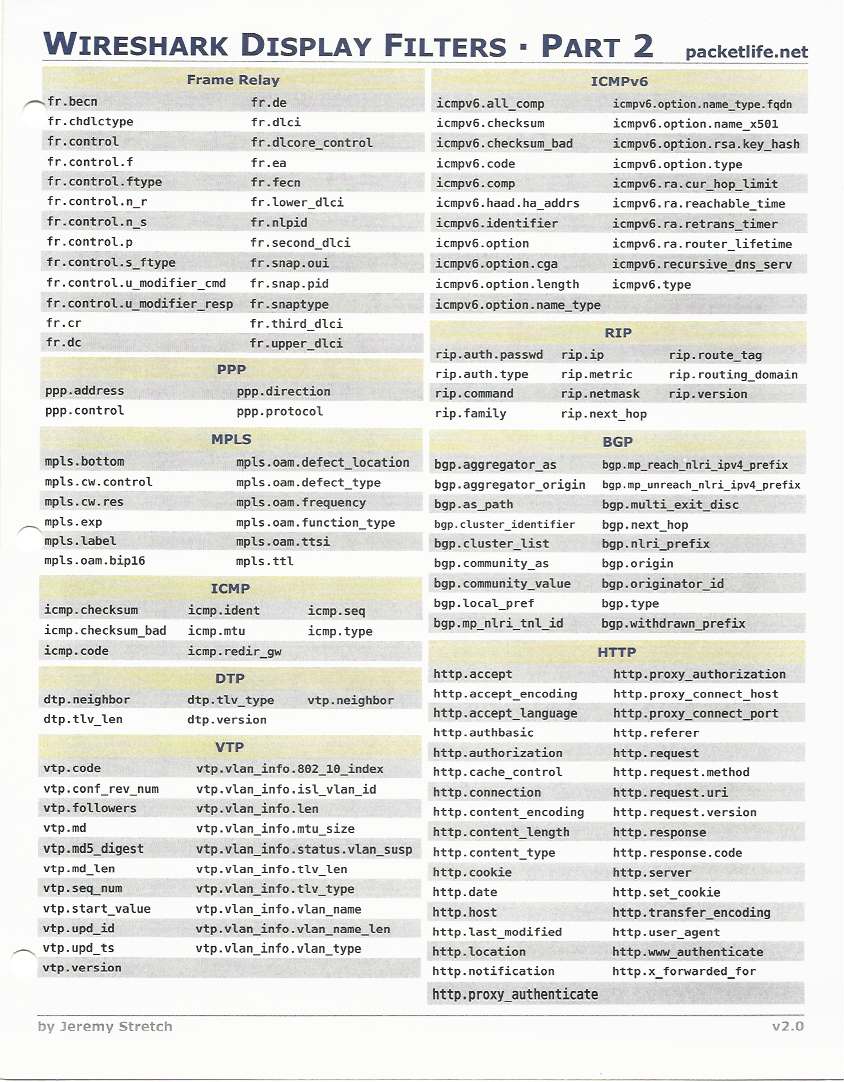 WIRESHARK DISPLAY FILTERS · PART 2 packetlife.net
Frame Relay
fr.becn fr.de
fr.chdlctype fr.dlci
fr.control fr.dlcore_control
fr.control.f fr.ea
fr.control.ftype fr.fecn
fr.control.n_r fr.lower_dlci
fr.control.n_s fr.nlpid
fr.control.p fr.second_dlci
fr.control.s_ftype fr.snap.oui
fr.control.u_modifier_cmd fr.snap.pid
fr.control.u_modifier_resp fr.snaptype
fr.cr fr.third_dlci
fr.dc fr.upper_dlci
PPP
ppp.address ppp.direction
ppp.control ppp.protocol
MPLS
mpls.bottom mpls.oam.defect_location
mpls.cw.control mpls.oam.defect_type
mpls.cw.res mpls.oam.frequency
mpls.exp mpls.oam.function_type
mpls.label mpls.oam.ttsi
mpls.oam.bip16 mpls.ttl
ICMP
icmp.checksum icmp.ident icmp.seq
icmp.checksum_bad icmp.mtu icmp.type
icmp.code icmp.redir_gw
DTP
dtp.neighbor dtp.tlv_type vtp.neighbor
dtp.tlv_len dtp.version
VTP
vtp.code vtp.vlan_info.802_10_index
vtp.conf_rev_num vtp.vlan_info.isl_vlan_id
vtp.followers vtp.vlan_info.len
vtp.md vtp.vlan_info.mtu_size
vtp.md5_digest vtp.vlan_info.status.vlan_susp
vtp.md_len vtp.vlan_info.tlv_len
vtp.seq_num vtp.vlan_info.tlv_type
vtp.start_value vtp.vlan_info.vlan_name
vtp.upd_id vtp.vlan_info.vlan_name_len
vtp.upd_ts vtp.vlan_info.vlan_type
vtp.version
ICMPv6
icmpv6.all_comp icmpv6.option.name_type.fqdn
icmpv6.checksum icmpv6.option.name_x501
icmpv6.checksum_bad icmpv6.option.rsa.key_hash
icmpv6.code icmpv6.option.type
icmpv6.comp icmpv6.ra.cur_hop_limit
icmpv6.haad.ha_addrs icmpv6.ra.reachable_time
icmpv6.identifier icmpv6.ra.retrans_timer
icmpv6.option icmpv6.ra.router_lifetime
icmpv6.option.cga icmpv6.recursive_dns_serv
icmpv6.option.length icmpv6.type
icmpv6.option.name_type
RIP
rip.auth.passwd rip.ip rip.route_tag
rip.auth.type rip.metric rip.routing_domain
rip.command rip.netmask rip.version
rip.family rip.next_hop
BGP
bgp.aggregator_as bgp.mp_reach_nlri_ipv4_prefix
bgp.aggregator_origin bgp.mp_unreach_nlri_ipv4_prefix
bgp.as_path bgp.multi_exit_disc
bgp.cluster_identifier bgp.next_hop
bgp.cluster_list bgp.nlri_prefix
bgp.community_as bgp.origin
bgp.community_value bgp.originator_id
bgp.local_pref bgp.type
bgp.mp_nlri_tnl_id bgp.withdrawn_prefix
HTTP
http.accept http.proxy_authorization
http.accept_encoding http.proxy_connect_host
http.accept_language http.proxy_connect_port
http.authbasic http.referer
http.authorization http.request
http.cache_control http.request.method
http.connection http.request.uri
http.content_encoding http.request.version
http.content_length http.response
http.content_type http.response.code
http.cookie http.server
http.date http.set_cookie
http.host http.transfer_encoding
http.last_modified http.user_agent
http.location http.www_authenticate
http.notification http.x_forwarded_for
http.proxy_authenticate
by Jeremy Stretch v2.0